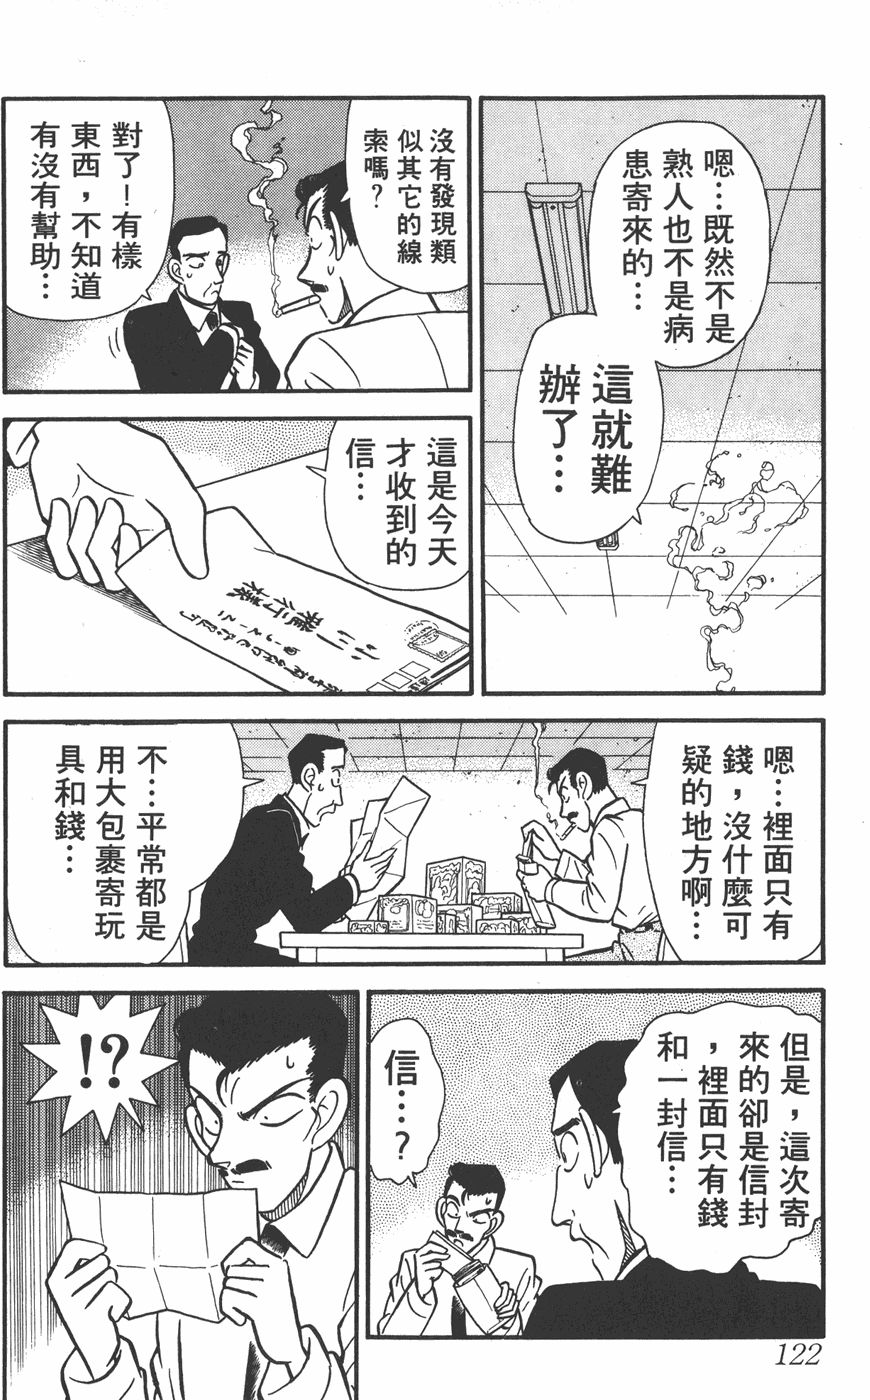 嗯…既然不是
熟人也不是病
患寄來的…
這就難
辦了…
沒有發現類
似其它的線
索嗎?
對了!有樣
東西,不知道
有沒有幫助…
這是今天
才收到的
信…
嗯…裡面只有
錢,沒什麼可
疑的地方啊…
不…平常都是
用大包裹寄玩
具和錢…
但是,這次寄
來的卻是信封
,裡面只有錢
和一封信…
信…?
!?
122